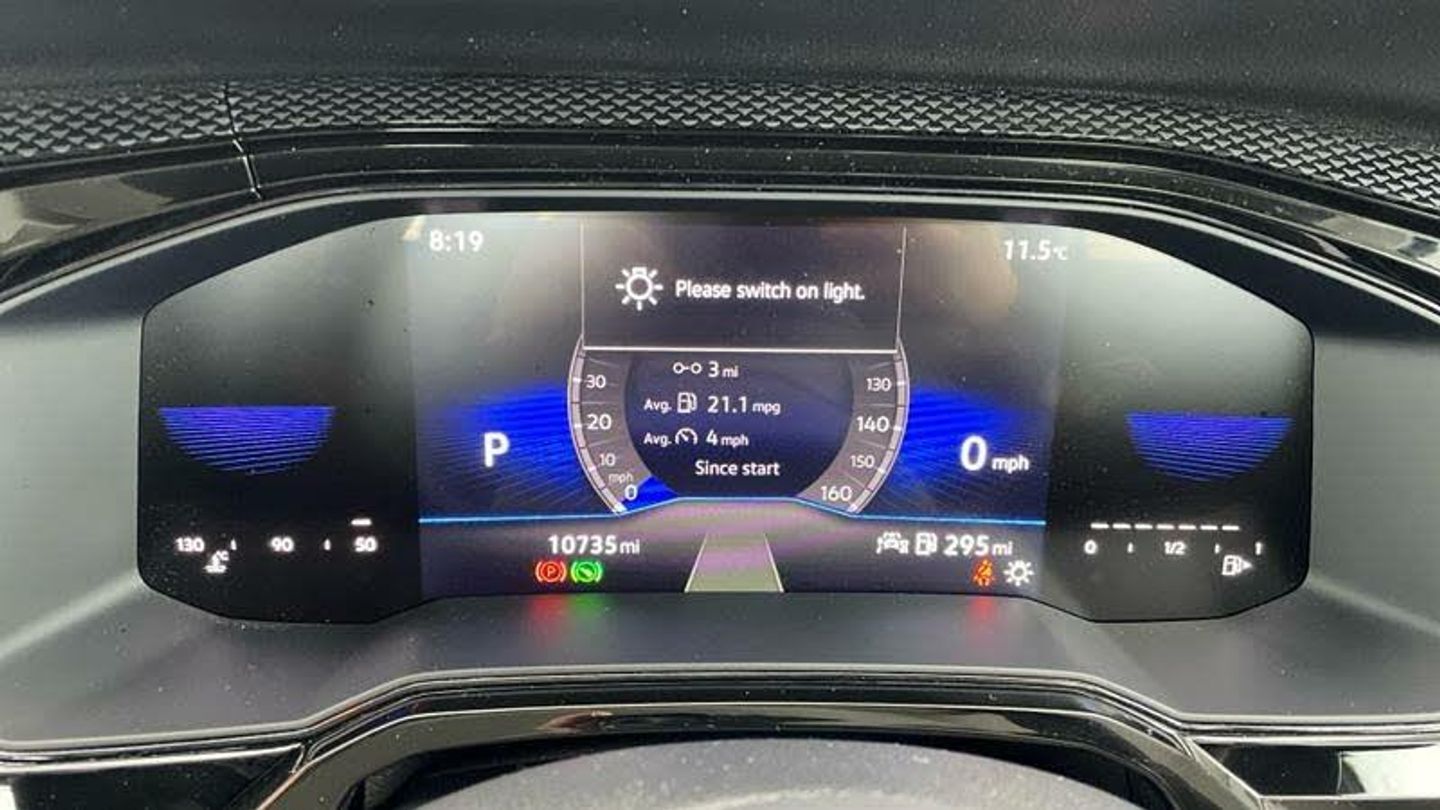 8:19
11.5°C
Please switch on light.
3 mi
Avg. 21.1 mpg
Avg. 4 mph
Since start
30
20
10
mph
0
130
140
150
160
P
0 mph
130 90 50
°C
0 1/2 1
10735 mi
295 mi
P